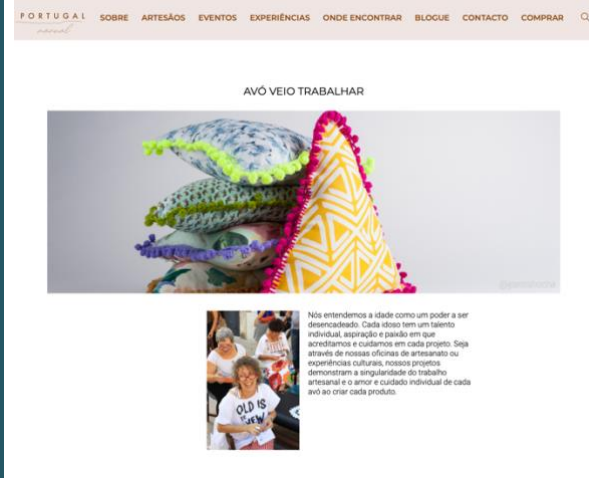 PORTUGAL
manual
SOBRE ARTESÃOS EVENTOS EXPERIÊNCIAS ONDE ENCONTRAR BLOGUE CONTACTO COMPRAR
AVÓ VEIO TRABALHAR
Nós entendemos a idade como um poder a ser
desencadeado. Cada idoso tem um talento
individual, aspiração e paixão em que
acreditamos e cuidamos em cada projeto. Seja
através de nossas oficinas de artesanato ou
experiências culturais, nossos projetos
demonstram a singularidade do trabalho
artesanal e o amor e cuidado individual de cada
avó ao criar cada produto.
OLD IS
NEW